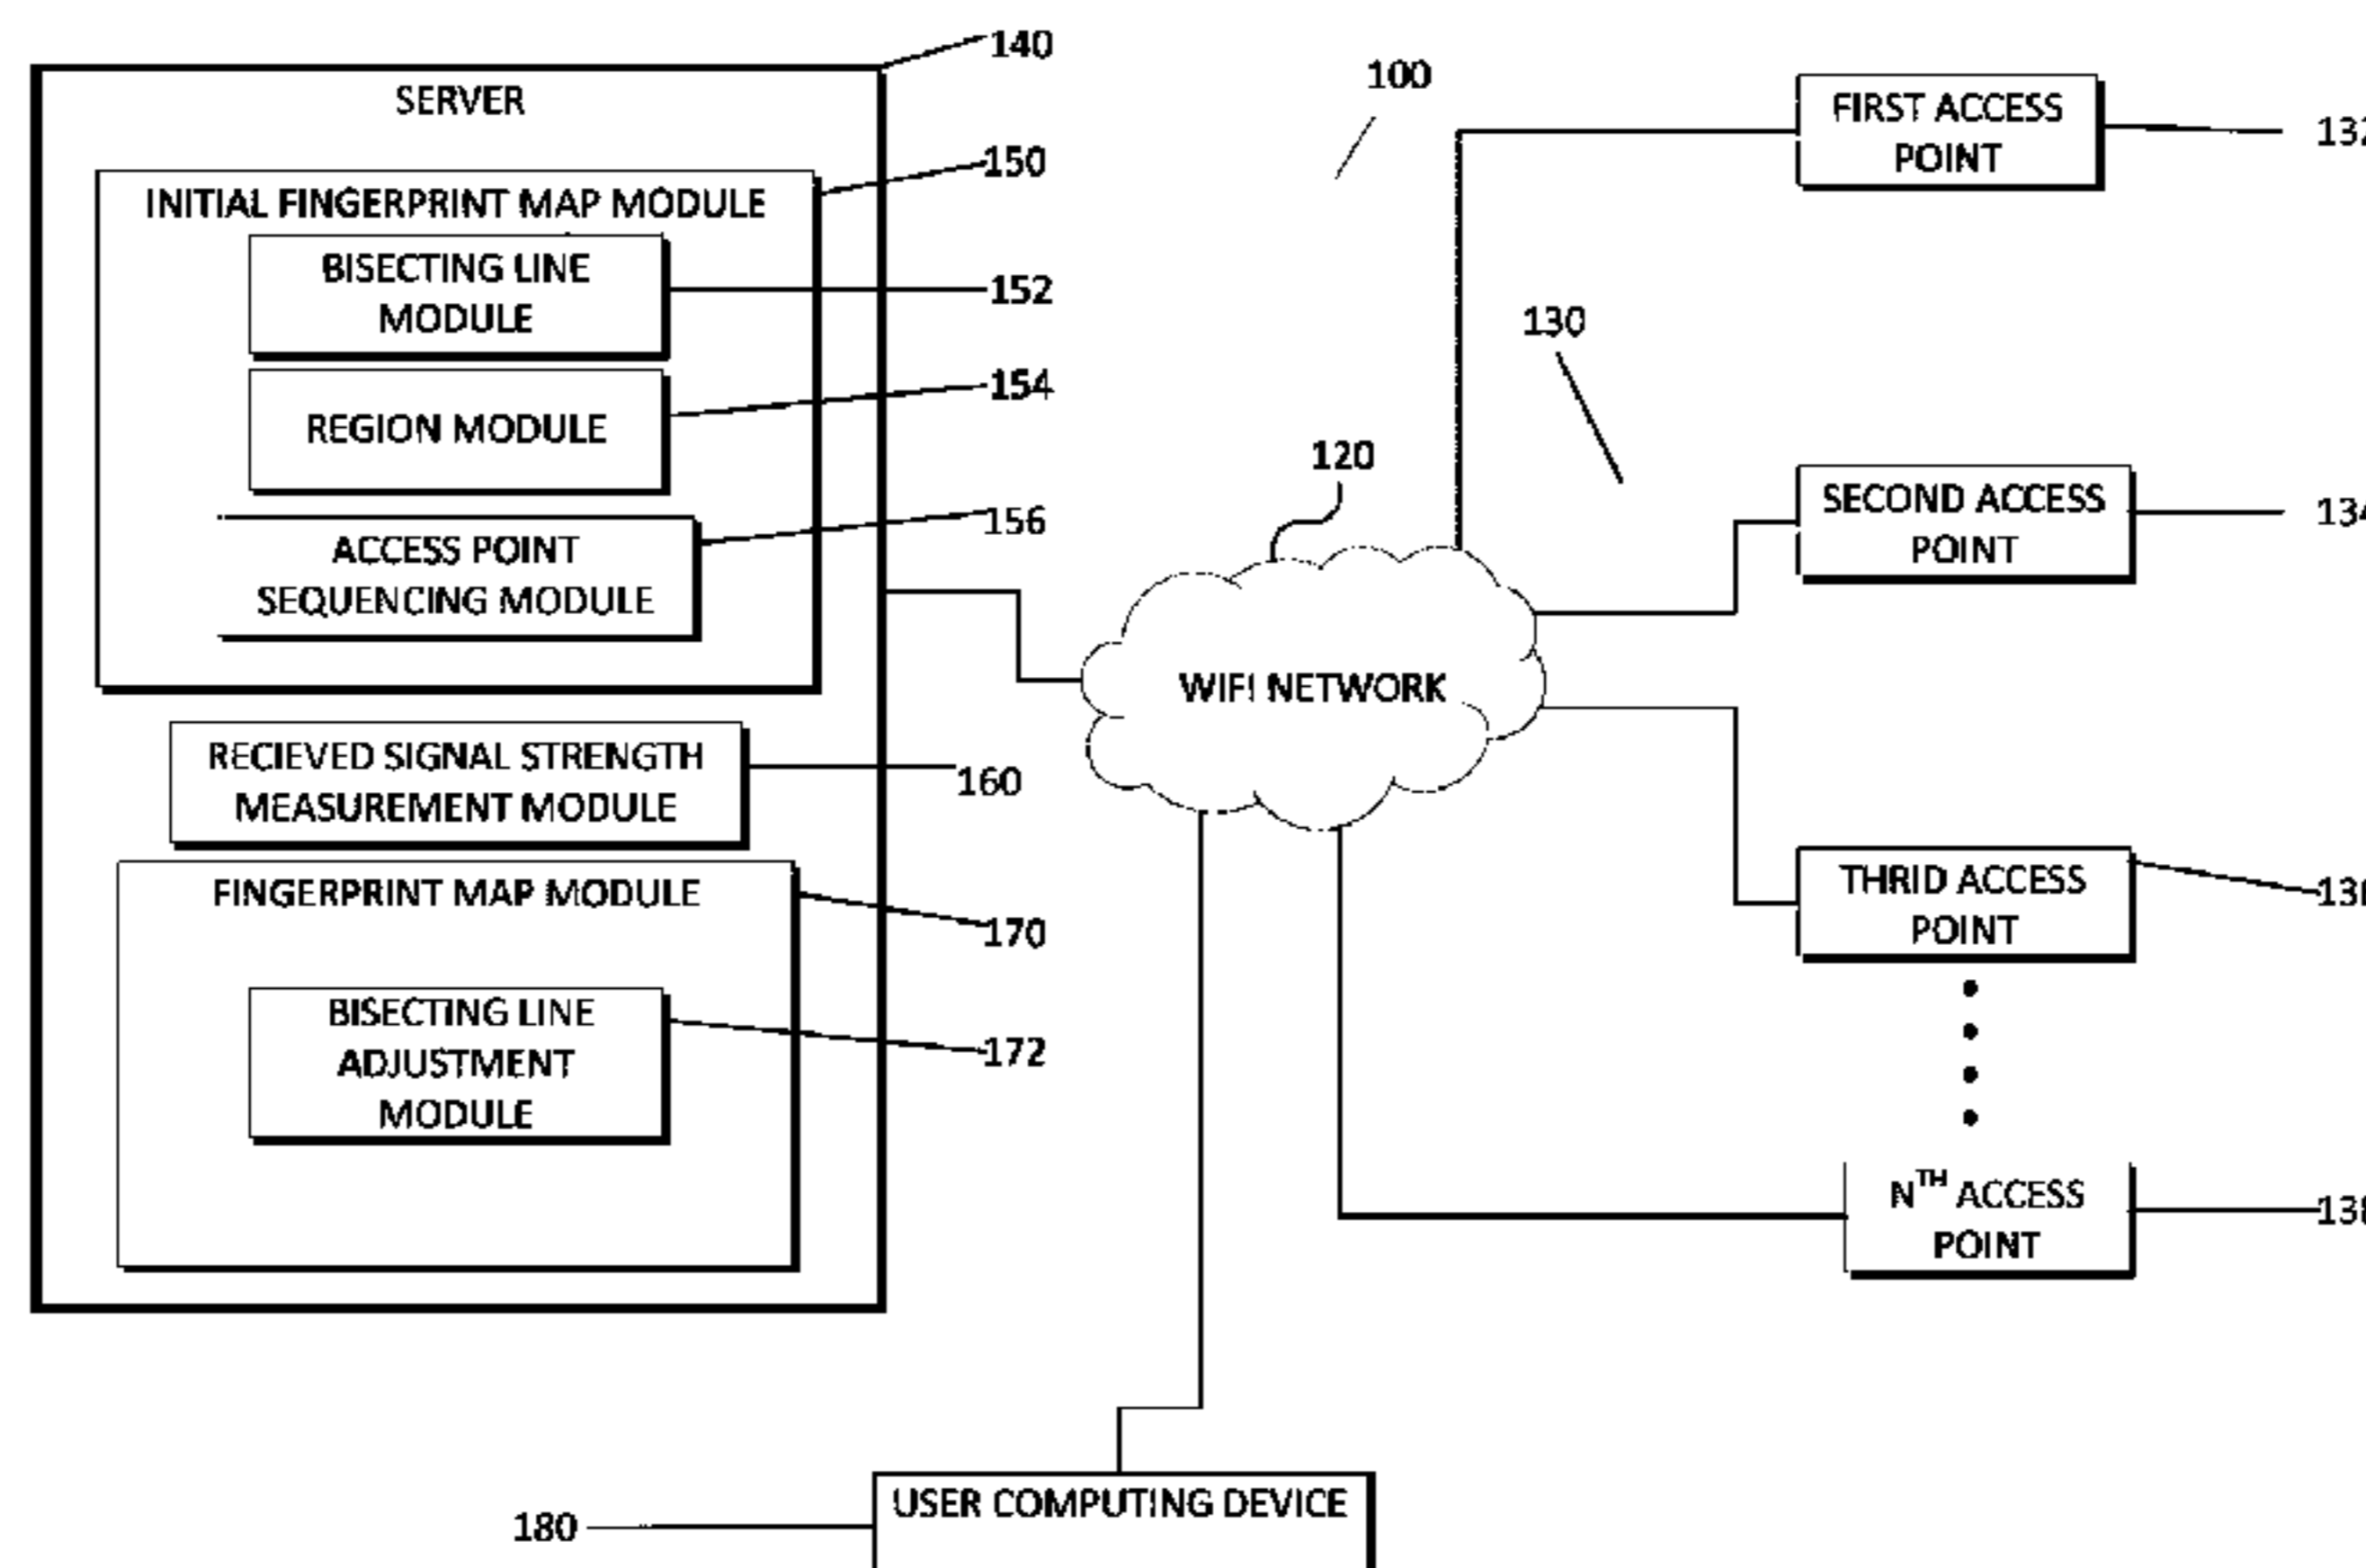 140
SERVER
150
INITIAL FINGERPRINT MAP MODULE
BISECTING LINE
MODULE
152
REGION MODULE
154
ACCESS POINT
SEQUENCING MODULE
156
RECIEVED SIGNAL STRENGTH
MEASUREMENT MODULE
160
FINGERPRINT MAP MODULE
170
BISECTING LINE
ADJUSTMENT
MODULE
172
100
130
120
WIFI NETWORK
FIRST ACCESS
POINT
SECOND ACCESS
POINT
THRID ACCESS
POINT
N^TH ACCESS
POINT
USER COMPUTING DEVICE
180